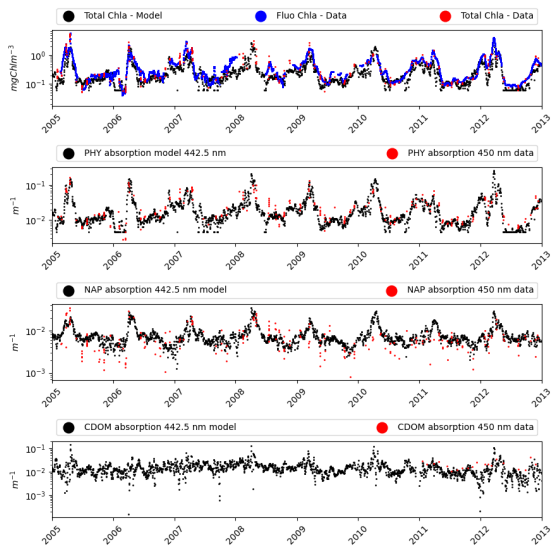 Total Chla - Model Fluo Chla - Data Total Chla - Data
mgChlm⁻³
10⁰
10⁻¹
2005 2006 2007 2008 2009 2010 2011 2012 2013
PHY absorption model 442.5 nm PHY absorption 450 nm data
m⁻¹
10⁻¹
10⁻²
2005 2006 2007 2008 2009 2010 2011 2012 2013
NAP absorption 442.5 nm model NAP absorption 450 nm data
m⁻¹
10⁻²
10⁻³
2005 2006 2007 2008 2009 2010 2011 2012 2013
CDOM absorption 442.5 nm model CDOM absorption 450 nm data
m⁻¹
10⁻¹
10⁻²
10⁻³
2005 2006 2007 2008 2009 2010 2011 2012 2013